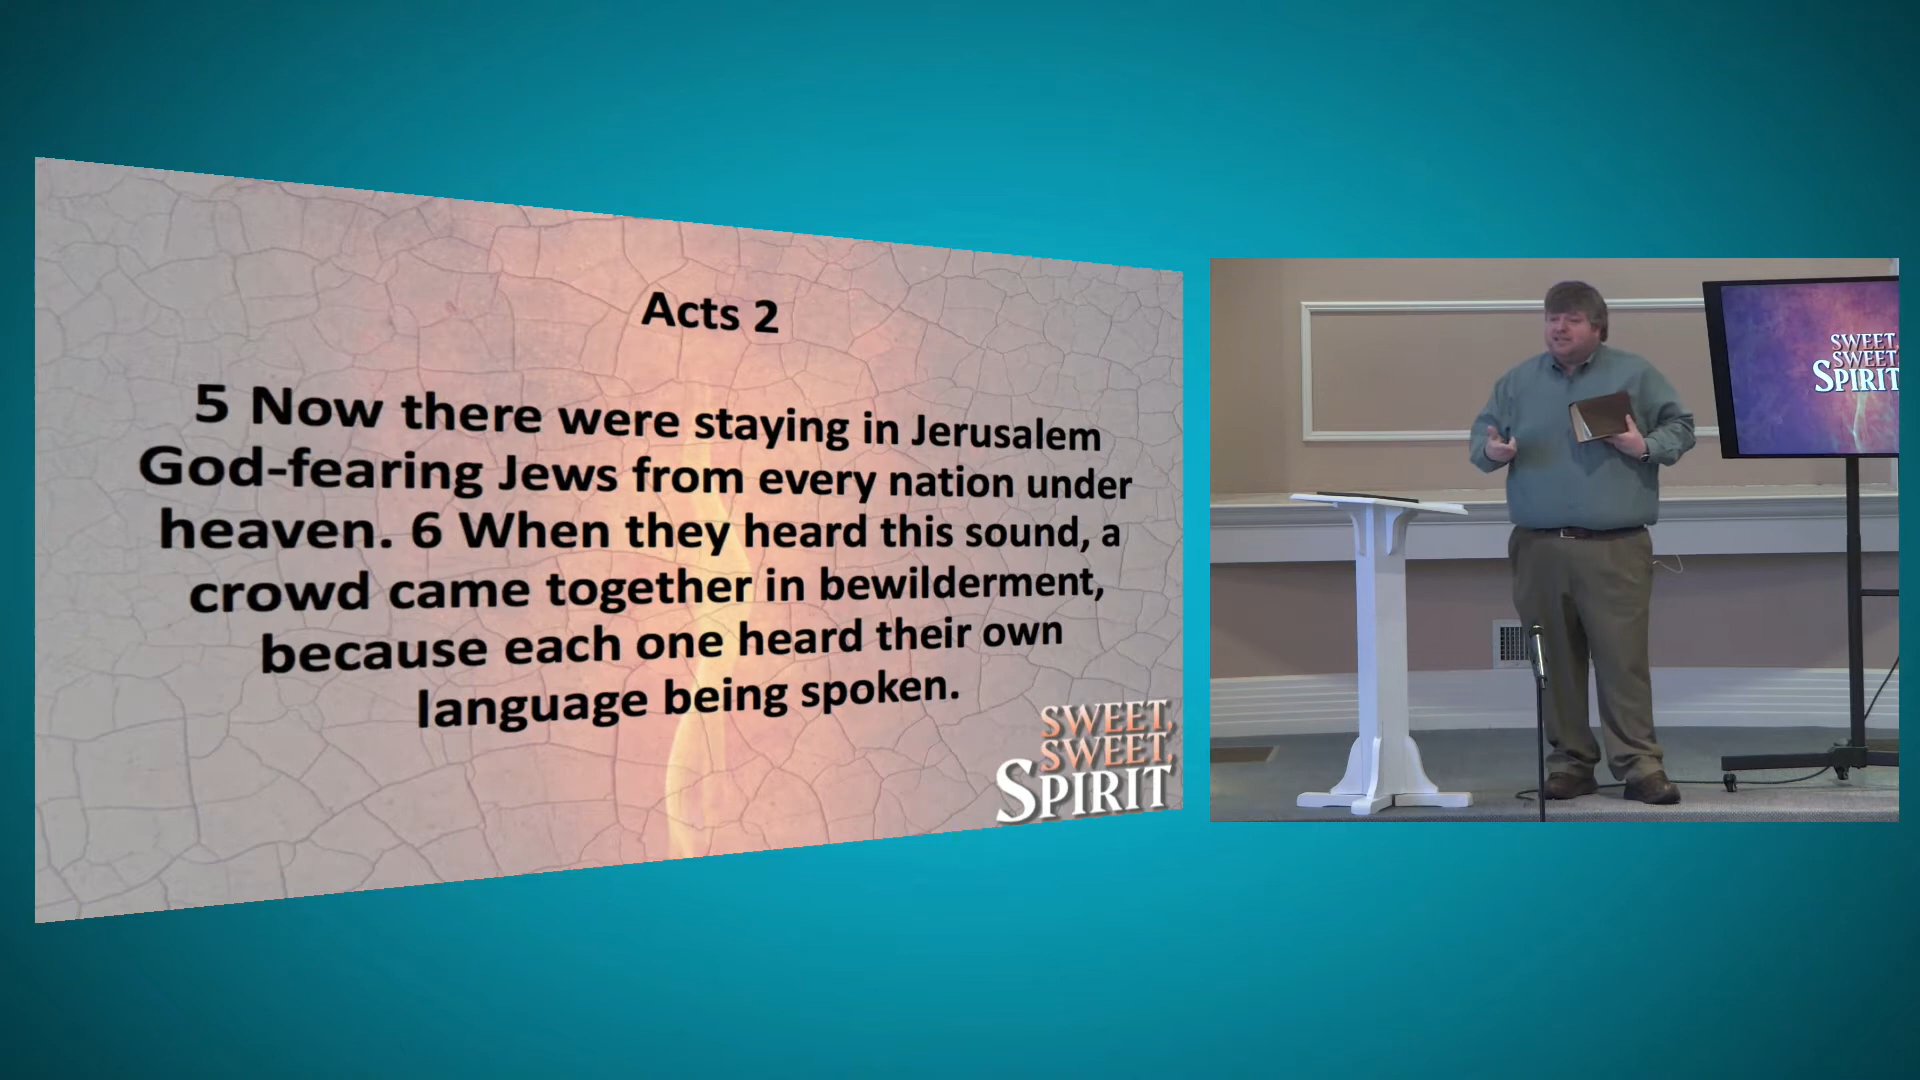 Acts 2
5 Now there were staying in Jerusalem
God-fearing Jews from every nation under
heaven. 6 When they heard this sound, a
crowd came together in bewilderment,
because each one heard their own
language being spoken.
SWEET,
SWEET,
SPIRIT
SWEET,
SWEET,
SPIRIT